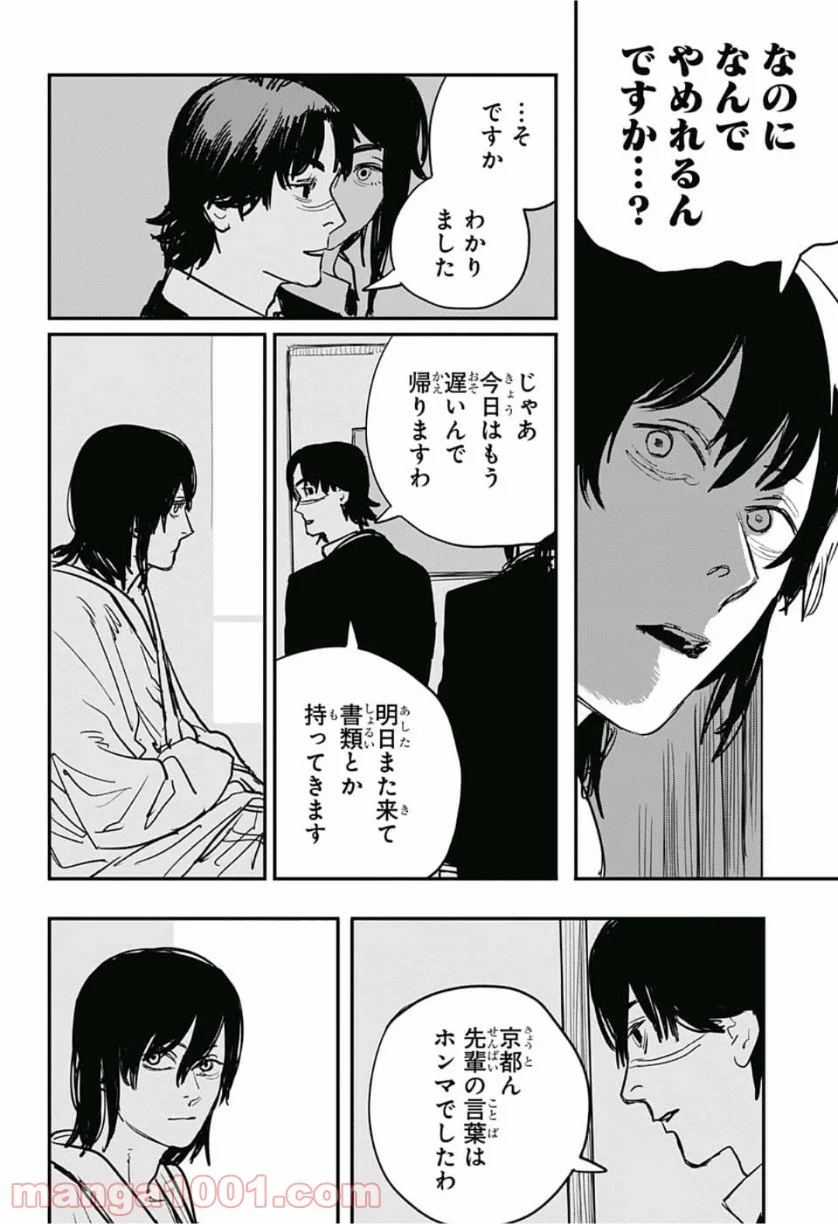 なのに
なんで
やめれるん
ですか…?
…そ
ですか
わかり
ました
じゃあ
今日はもう
遅いんで
帰りますわ
明日また来て
書類とか
持ってきます
京都ん
先輩の言葉は
ホンマでしたわ
manga1001.com